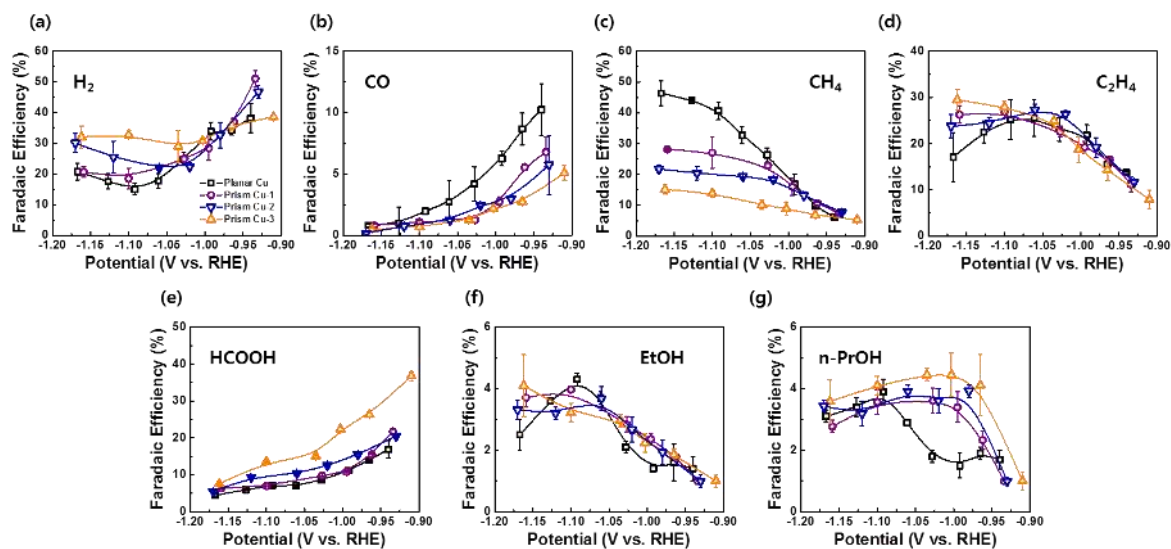 (a)
(b)
(c)
(d)
H2
CO
CH4
C2H4
Faradaic Efficiency (%)
60
50
40
30
20
10
0
Planar Cu
Prism Cu-1
Prism Cu-2
Prism Cu-3
-1.20 -1.15 -1.10 -1.05 -1.00 -0.95 -0.90
Potential (V vs. RHE)
Faradaic Efficiency (%)
15
10
5
0
-1.20 -1.15 -1.10 -1.05 -1.00 -0.95 -0.90
Potential (V vs. RHE)
Faradaic Efficiency (%)
60
50
40
30
20
10
0
-1.20 -1.15 -1.10 -1.05 -1.00 -0.95 -0.90
Potential (V vs. RHE)
Faradaic Efficiency (%)
40
30
20
10
0
-1.20 -1.15 -1.10 -1.05 -1.00 -0.95 -0.90
Potential (V vs. RHE)
(e)
(f)
(g)
HCOOH
EtOH
n-PrOH
Faradaic Efficiency (%)
50
40
30
20
10
0
-1.20 -1.15 -1.10 -1.05 -1.00 -0.95 -0.90
Potential (V vs. RHE)
Faradaic Efficiency (%)
6
4
2
0
-1.20 -1.15 -1.10 -1.05 -1.00 -0.95 -0.90
Potential (V vs. RHE)
Faradaic Efficiency (%)
6
4
2
0
-1.20 -1.15 -1.10 -1.05 -1.00 -0.95 -0.90
Potential (V vs. RHE)